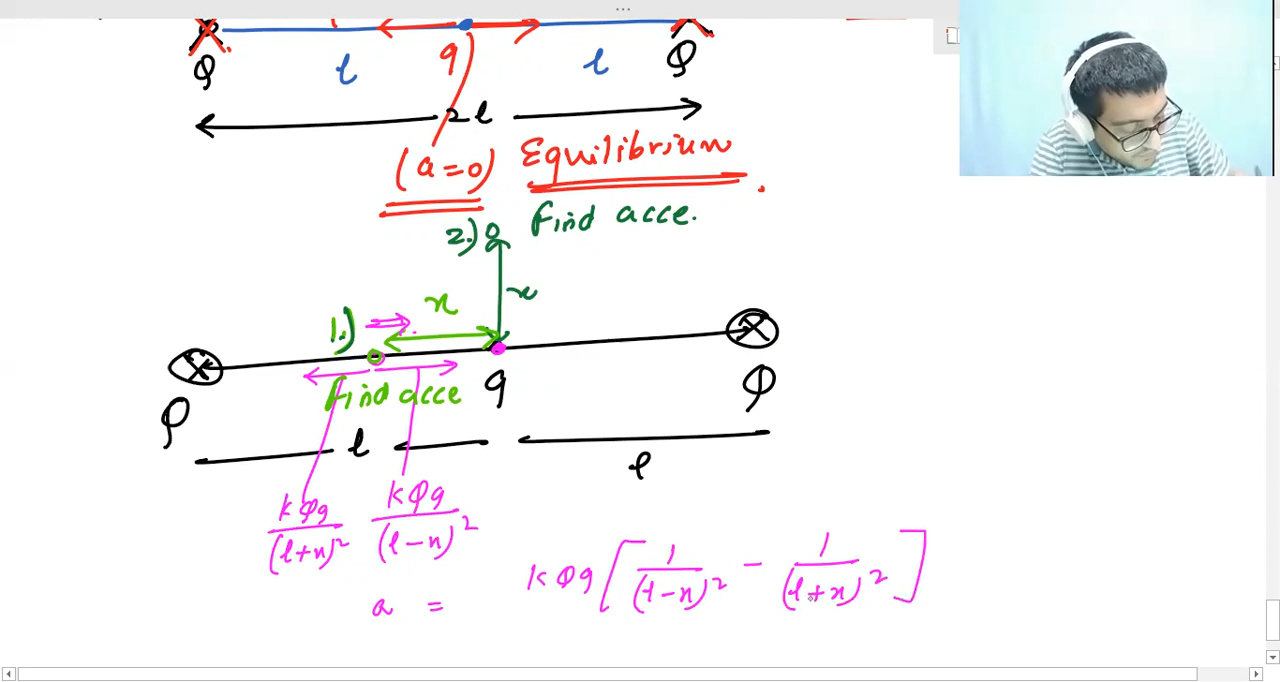 Q l q l Q
2l
(a=0) Equilibrium.
2.) Find acce.
1.) x x
Find acce q
Q Q
l l
kQq/(l+x)² kQq/(l-x)²
a = kQq[1/(l-x)² - 1/(l+x)²]